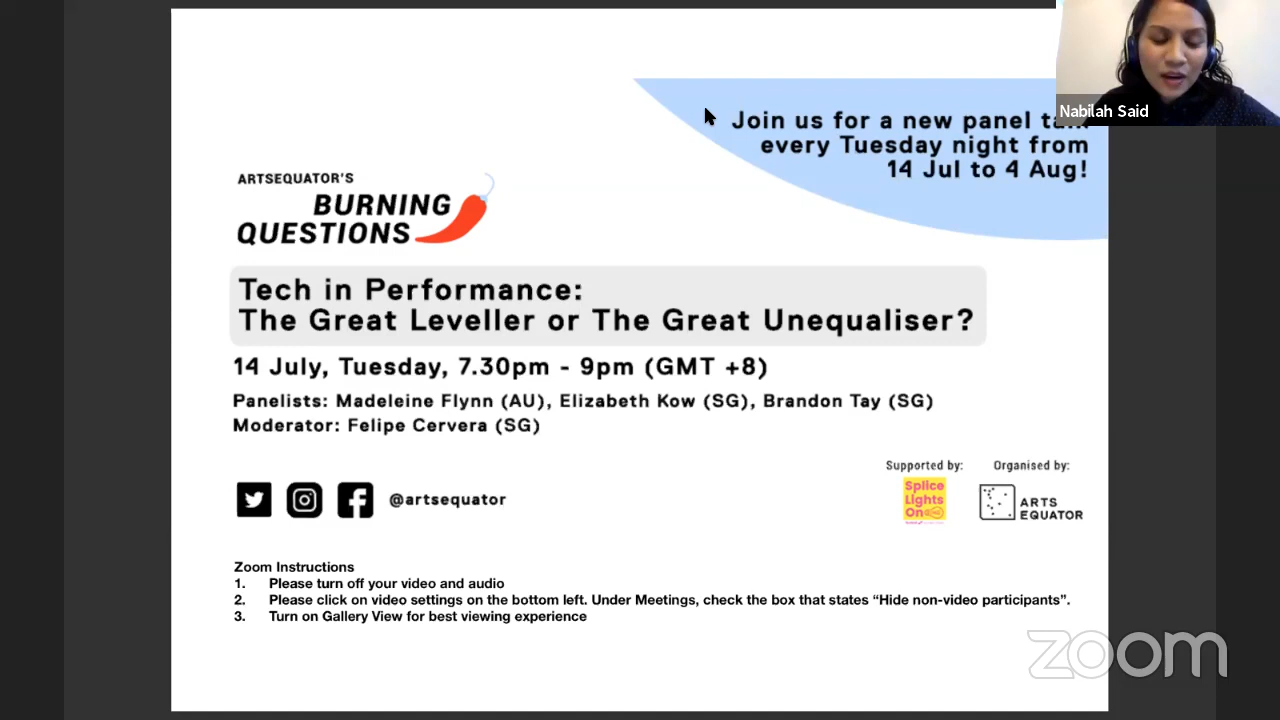 Nabilah Said
Join us for a new panel talk
every Tuesday night from
14 Jul to 4 Aug!
ARTSEQUATOR'S
BURNING
QUESTIONS
Tech in Performance:
The Great Leveller or The Great Unequaliser?
14 July, Tuesday, 7.30pm - 9pm (GMT +8)
Panelists: Madeleine Flynn (AU), Elizabeth Kow (SG), Brandon Tay (SG)
Moderator: Felipe Cervera (SG)
Supported by:
Splice
Lights
On
Organised by:
ARTS
EQUATOR
@artsequator
Zoom Instructions
1. Please turn off your video and audio
2. Please click on video settings on the bottom left. Under Meetings, check the box that states “Hide non-video participants”.
3. Turn on Gallery View for best viewing experience
zoom